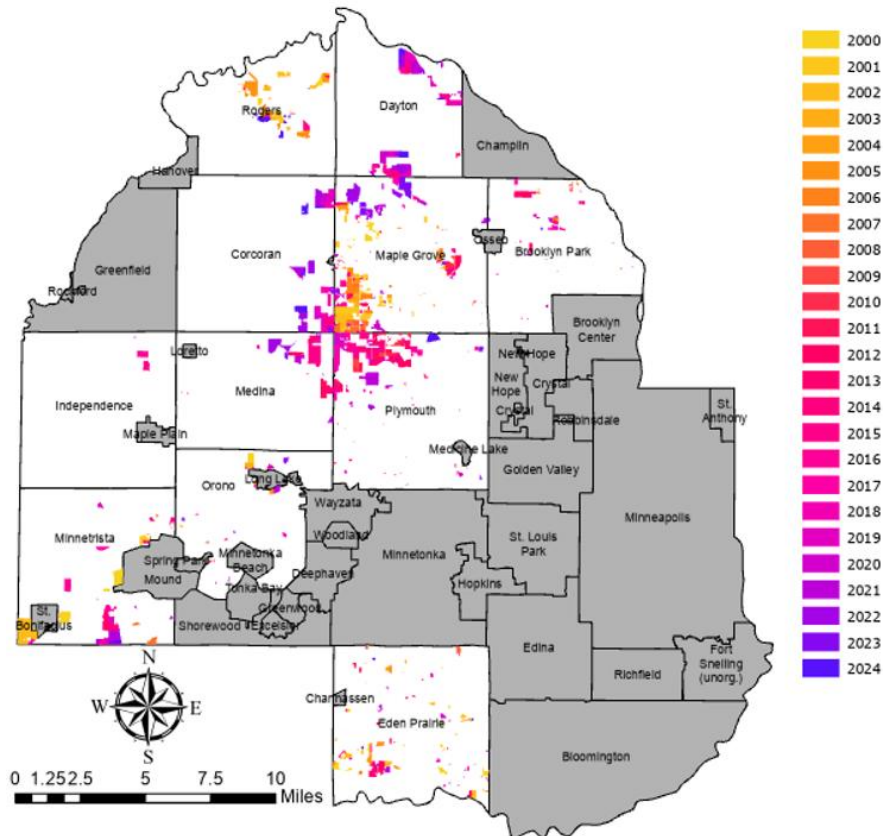 Rogers
Dayton
Champlin
Hanover
Corcoran
Maple Grove
Osseo
Brooklyn Park
Greenfield
Rockford
Brooklyn
Center
Loretto
New Hope
New
Hope
Crystal
Crystal
Robbinsdale
St.
Anthony
Independence
Medina
Plymouth
Maple Plain
Medicine Lake
Golden Valley
Orono
Long Lake
Wayzata
Minneapolis
Minnetrista
Woodland
St. Louis
Park
Minnetonka
Spring Park
Minnetonka
Beach
Mound
Deephaven
Hopkins
Tonka Bay
Greenwood
St.
Bonifacius
Shorewood
Excelsior
Edina
Richfield
Fort
Snelling
(unorg.)
Chanhassen
Eden Prairie
Bloomington
N
W
E
S
0 1.25 2.5 5 7.5 10
Miles
2000
2001
2002
2003
2004
2005
2006
2007
2008
2009
2010
2011
2012
2013
2014
2015
2016
2017
2018
2019
2020
2021
2022
2023
2024